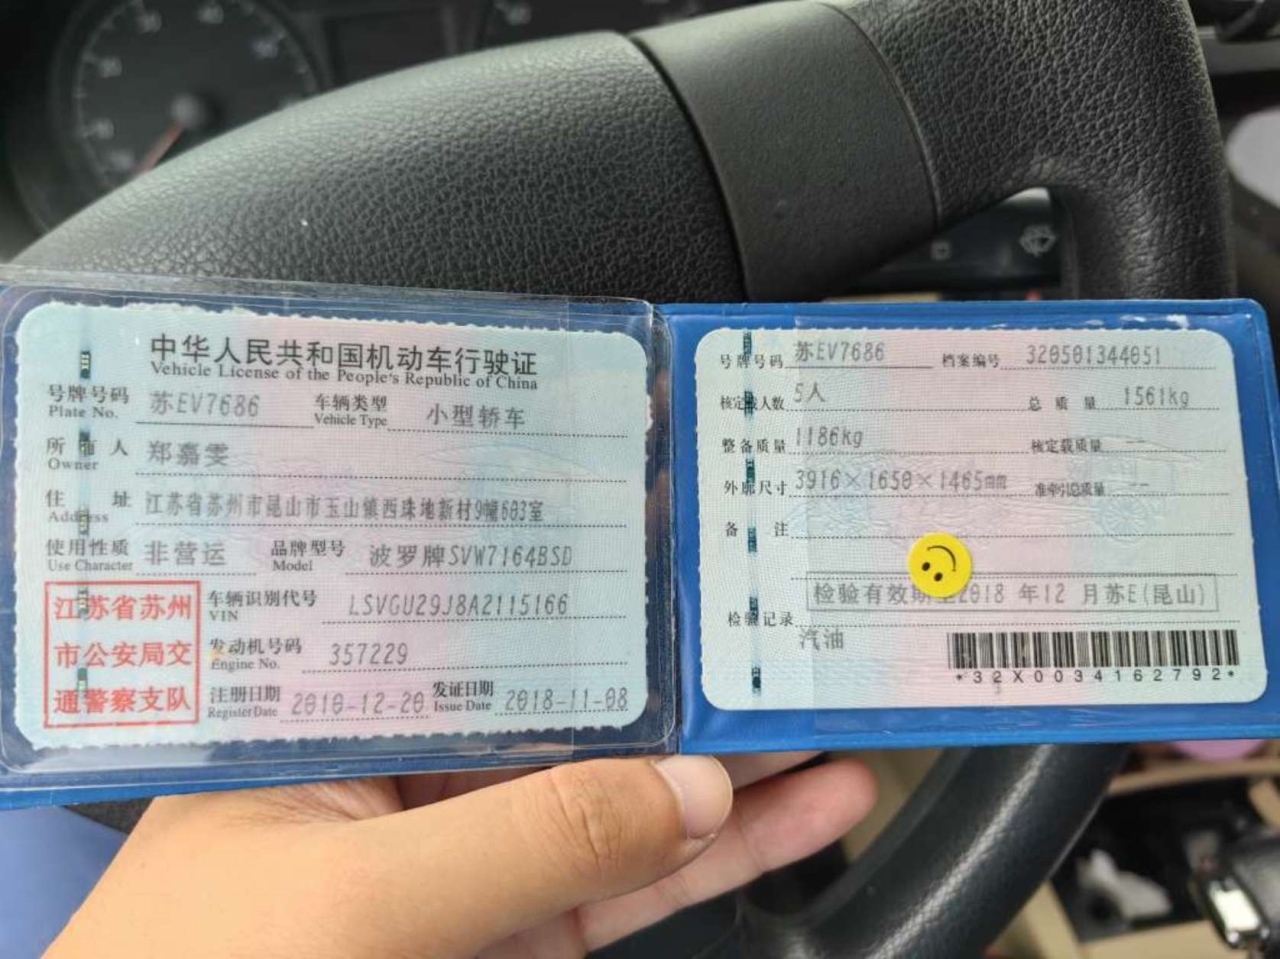 中华人民共和国机动车行驶证
Vehicle License of the People's Republic of China
号牌号码 苏EV7686 车辆类型 小型轿车
Plate No. Vehicle Type
所有人 郑嘉雯
Owner
住址 江苏省苏州市昆山市玉山镇西珠地新村9幢603室
Address
使用性质 非营运 品牌型号 波罗牌SVW7164BSD
Use Character Model
江苏省苏州
市公安局交
通警察支队
车辆识别代号 LSVGU29J8A2115166
VIN
发动机号码 357229
Engine No.
注册日期 2010-12-20 发证日期 2018-11-08
Register Date Issue Date
号牌号码 苏EV7686 档案编号 320501344051
核定载人数 5人 总质量 1561kg
整备质量 1186kg 核定载质量 --
外廓尺寸 3916×1650×1465mm 准牵引总质量 --
备注
检验有效期至2018年12月苏E(昆山)
检验记录
汽油
*32X0034162792*